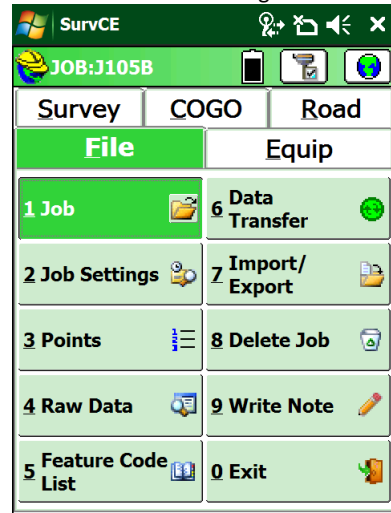 SurvCE
JOB:J105B
Survey COGO Road
File Equip
1 Job
6 Data
Transfer
2 Job Settings
7 Import/
Export
3 Points
8 Delete Job
4 Raw Data
9 Write Note
5 Feature Code
List
0 Exit